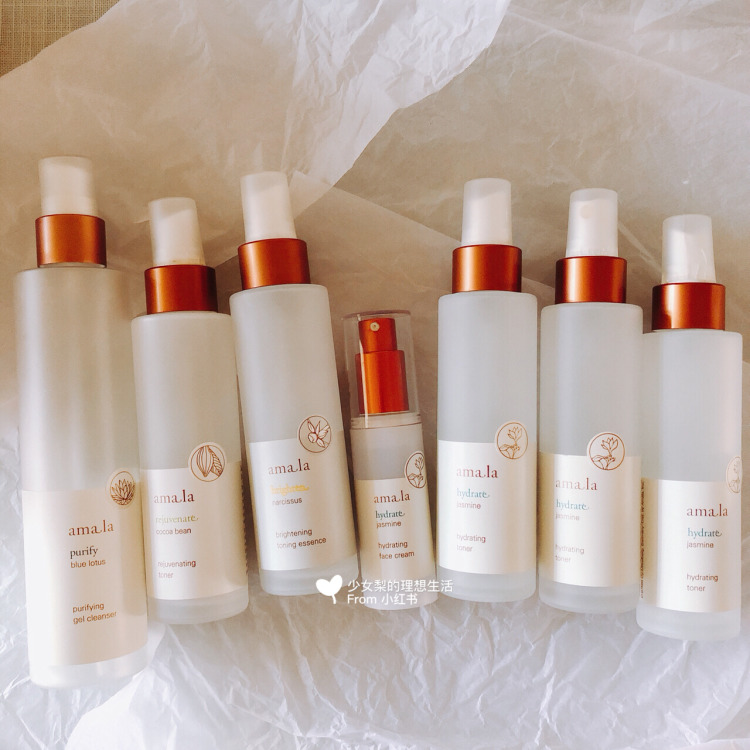 ama.la
purify
blue lotus
purifying
gel cleanser
ama.la
rejuvenate
cocoa bean
rejuvenating
toner
ama.la
narcissus
brightening
toning essence
ama.la
hydrate
jasmine
hydrating
face cream
ama.la
hydrate
jasmine
hydrating
toner
ama.la
hydrate
jasmine
hydrating
toner
ama.la
hydrate
jasmine
hydrating
toner
少女梨的理想生活
From 小红书